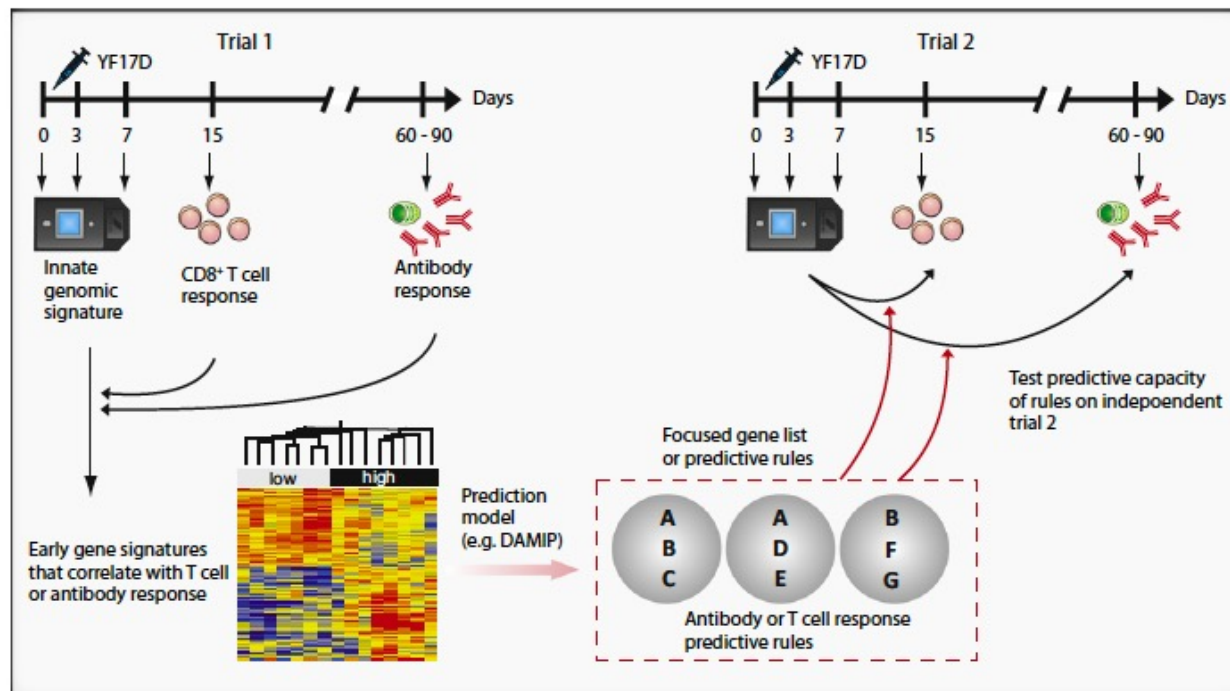 Trial 1
YF17D
Days
0 3 7 15 60 - 90
Innate
genomic
signature
CD8+ T cell
response
Antibody
response
Early gene signatures
that correlate with T cell
or antibody response
low high
Prediction
model
(e.g. DAMIP)
Trial 2
YF17D
Days
0 3 7 15 60 - 90
Test predictive capacity
of rules on indepoendent
trial 2
Focused gene list
or predictive rules
A
B
C
A
D
E
B
F
G
Antibody or T cell response
predictive rules